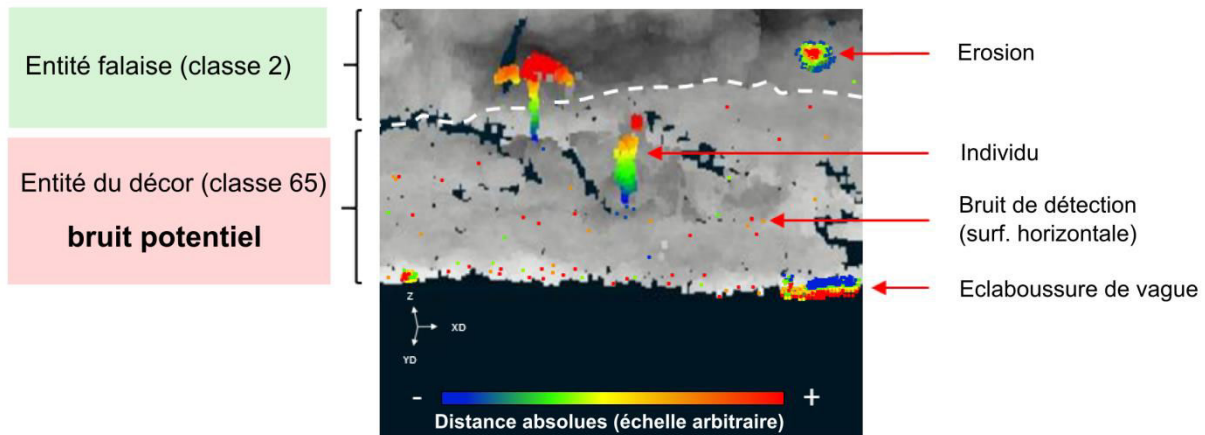 Entité falaise (classe 2)
Entité du décor (classe 65)
bruit potentiel
Erosion
Individu
Bruit de détection
(surf. horizontale)
Eclaboussure de vague
Z
XD
YD
- +
Distance absolues (échelle arbitraire)